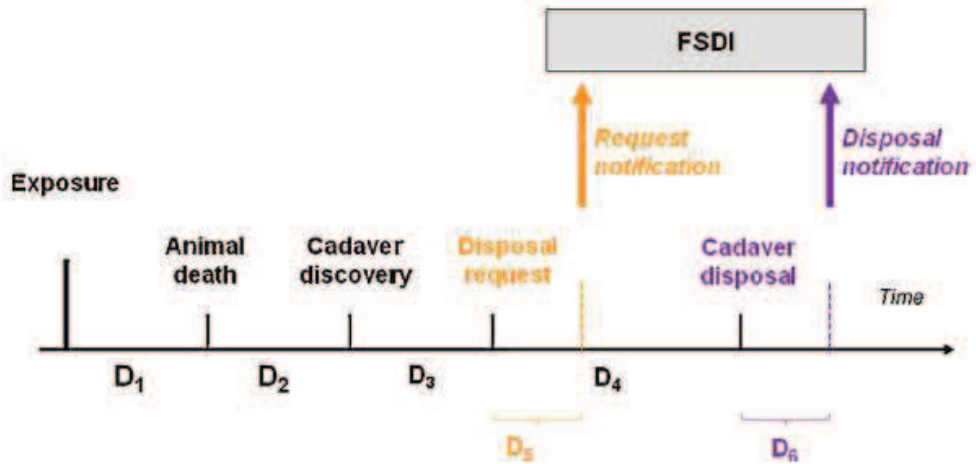 FSDI
Request
notification
Disposal
notification
Exposure
Animal
death
Cadaver
discovery
Disposal
request
Cadaver
disposal
Time
D₁
D₂
D₃
D₄
D₅
D₆